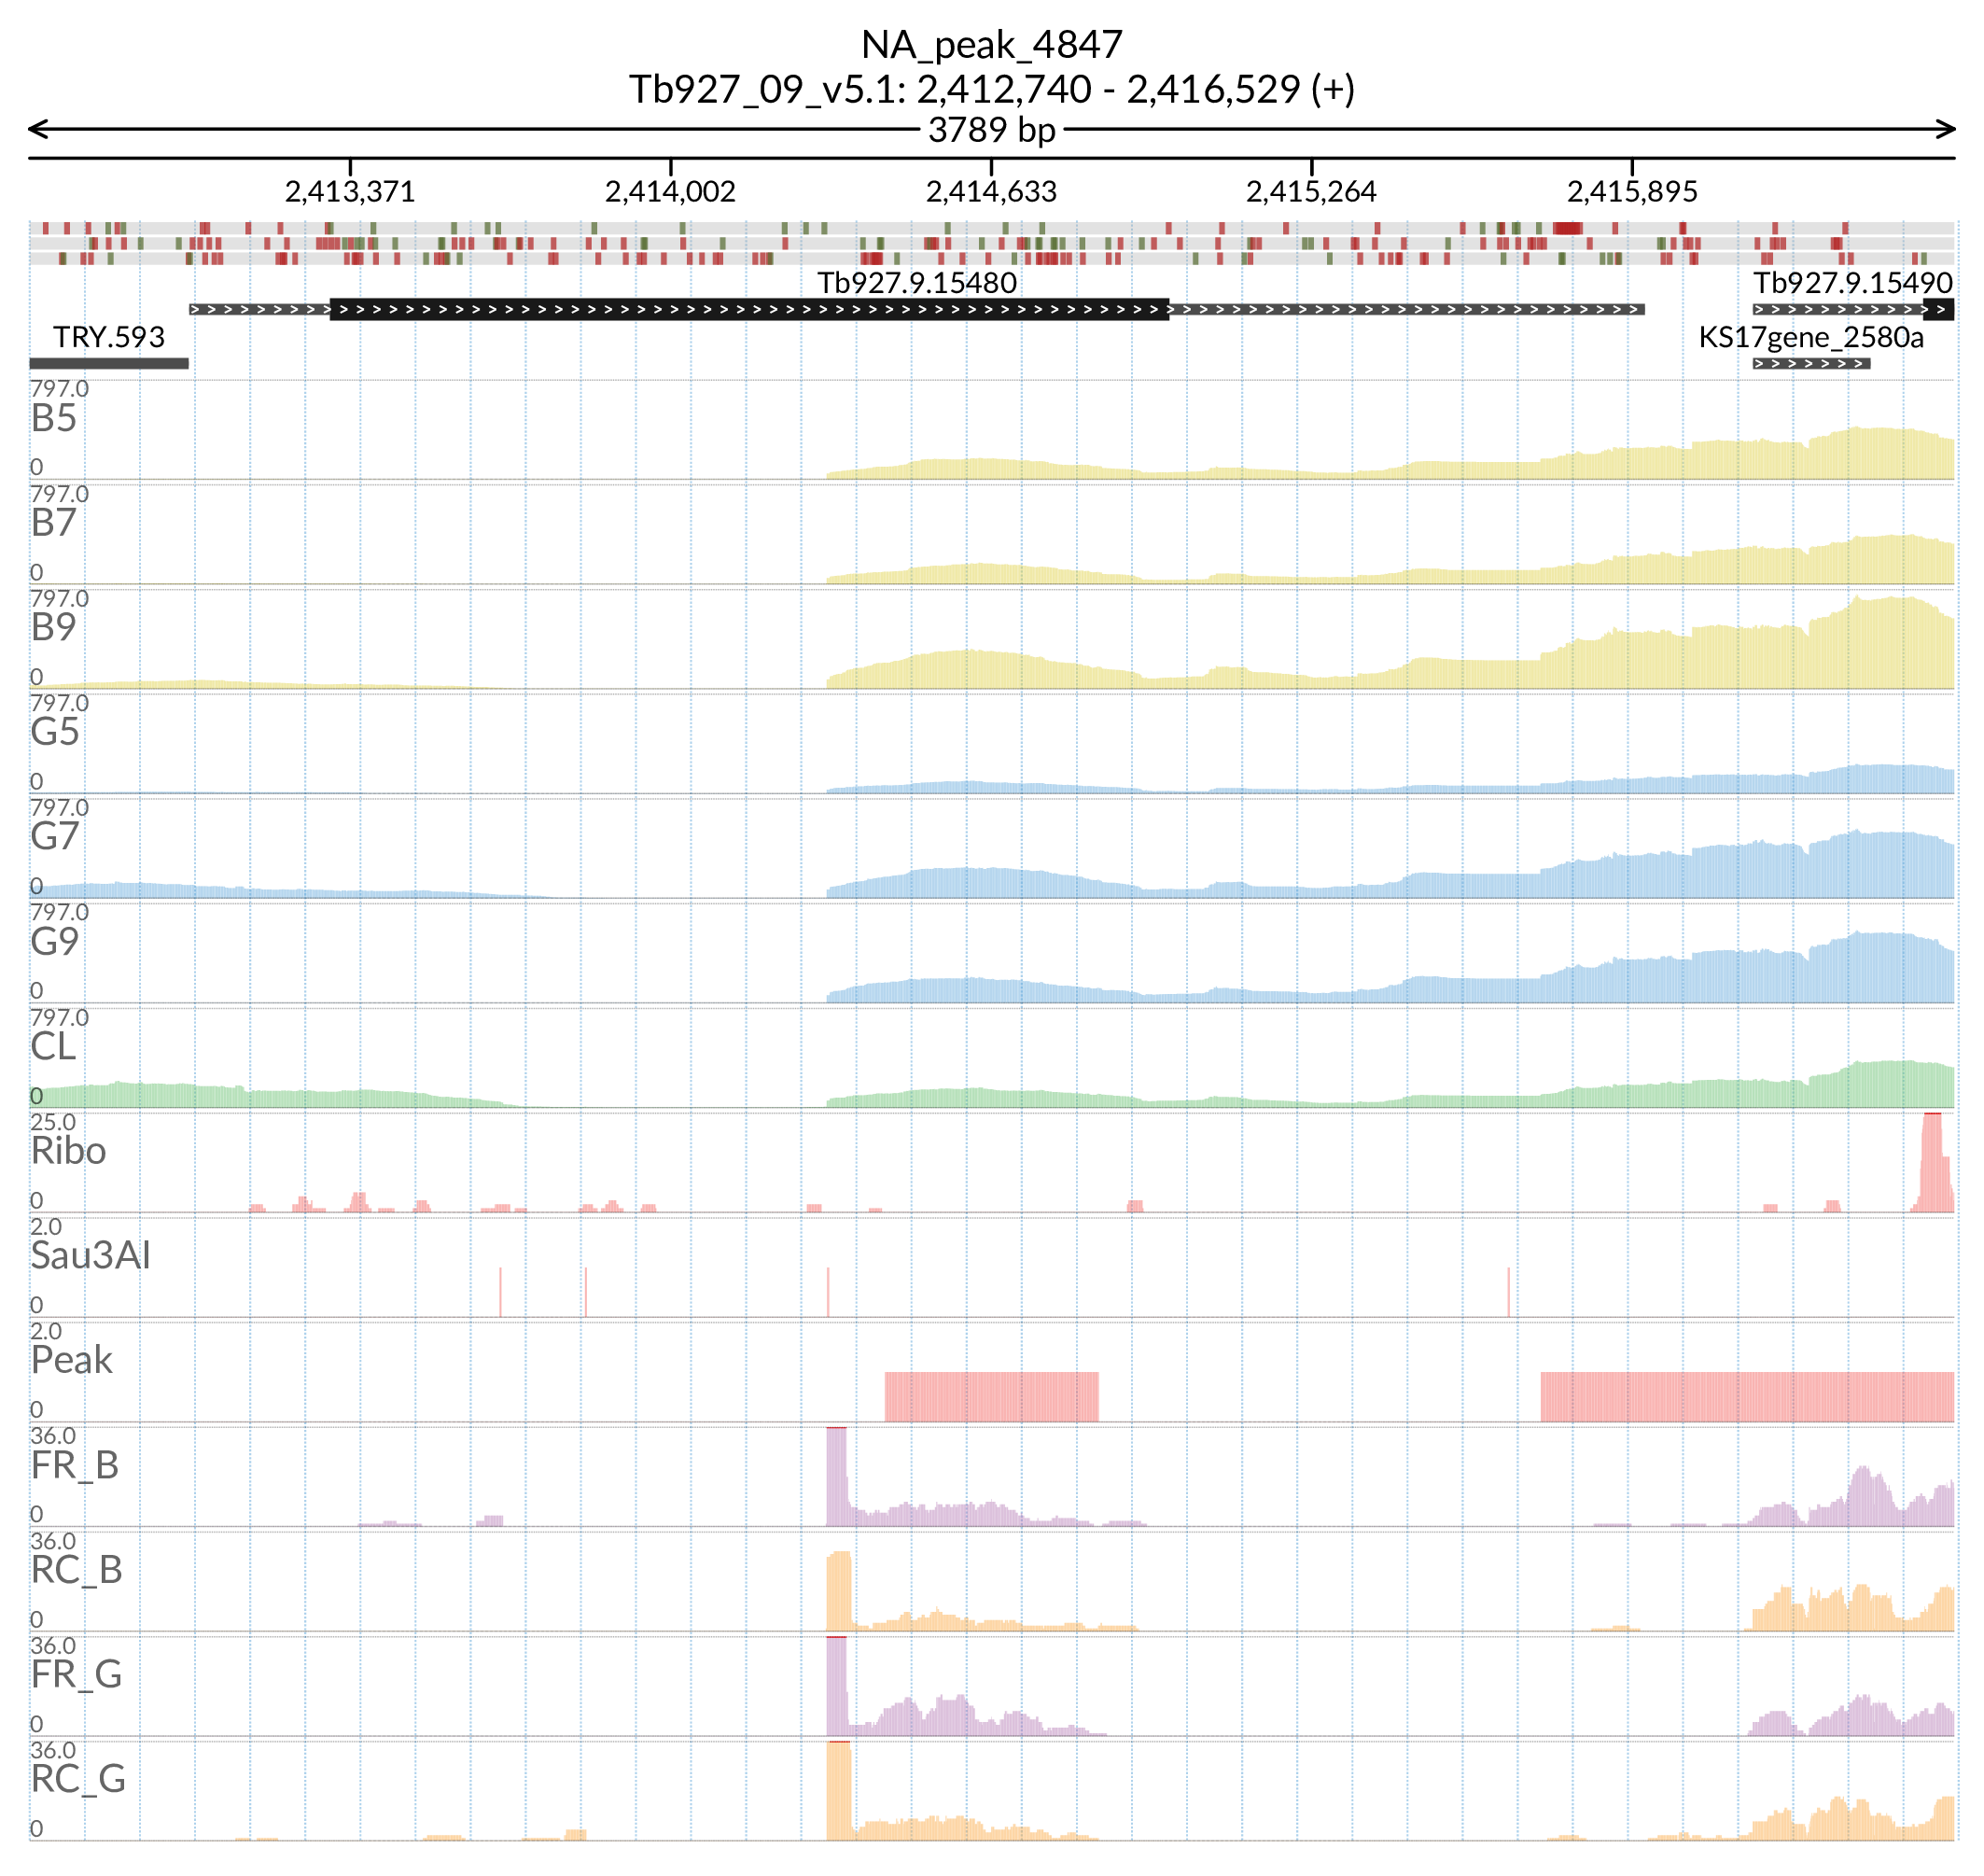 NA_peak_4847
Tb927_09_v5.1: 2,412,740 - 2,416,529 (+)
3789 bp
2,413,371 2,414,002 2,414,633 2,415,264 2,415,895
Tb927.9.15480 Tb927.9.15490
TRY.593 KS17gene_2580a
797.0
B5
0
797.0
B7
0
797.0
B9
0
797.0
G5
0
797.0
G7
0
797.0
G9
0
797.0
CL
0
25.0
Ribo
0
2.0
Sau3AI
0
2.0
Peak
0
36.0
FR_B
0
36.0
RC_B
0
36.0
FR_G
0
36.0
RC_G
0